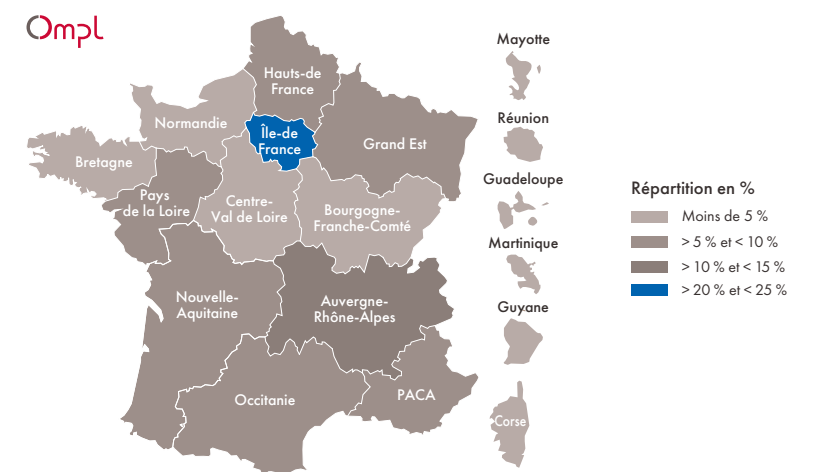 Ompl
Hauts-de
France
Normandie
Île-de
France
Grand Est
Bretagne
Pays
de la Loire
Centre-
Val de Loire
Bourgogne-
Franche-Comté
Nouvelle-
Aquitaine
Auvergne-
Rhône-Alpes
Occitanie
PACA
Mayotte
Réunion
Guadeloupe
Martinique
Guyane
Corse
Répartition en %
Moins de 5 %
> 5 % et < 10 %
> 10 % et < 15 %
> 20 % et < 25 %